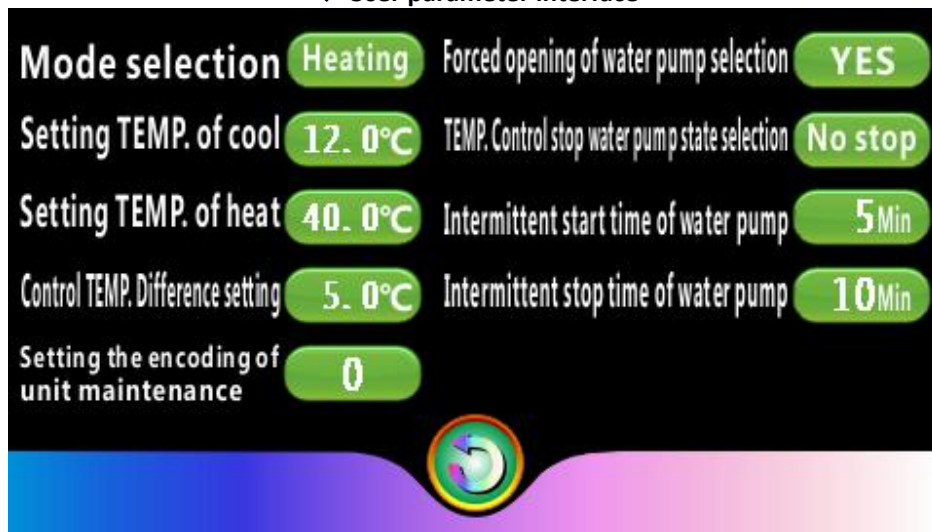 User parameter interface
Mode selection Heating
Setting TEMP. of cool 12. 0°C
Setting TEMP. of heat 40. 0°C
Control TEMP. Difference setting 5. 0°C
Setting the encoding of
unit maintenance 0
Forced opening of water pump selection YES
TEMP. Control stop water pump state selection No stop
Intermittent start time of water pump 5Min
Intermittent stop time of water pump 10Min